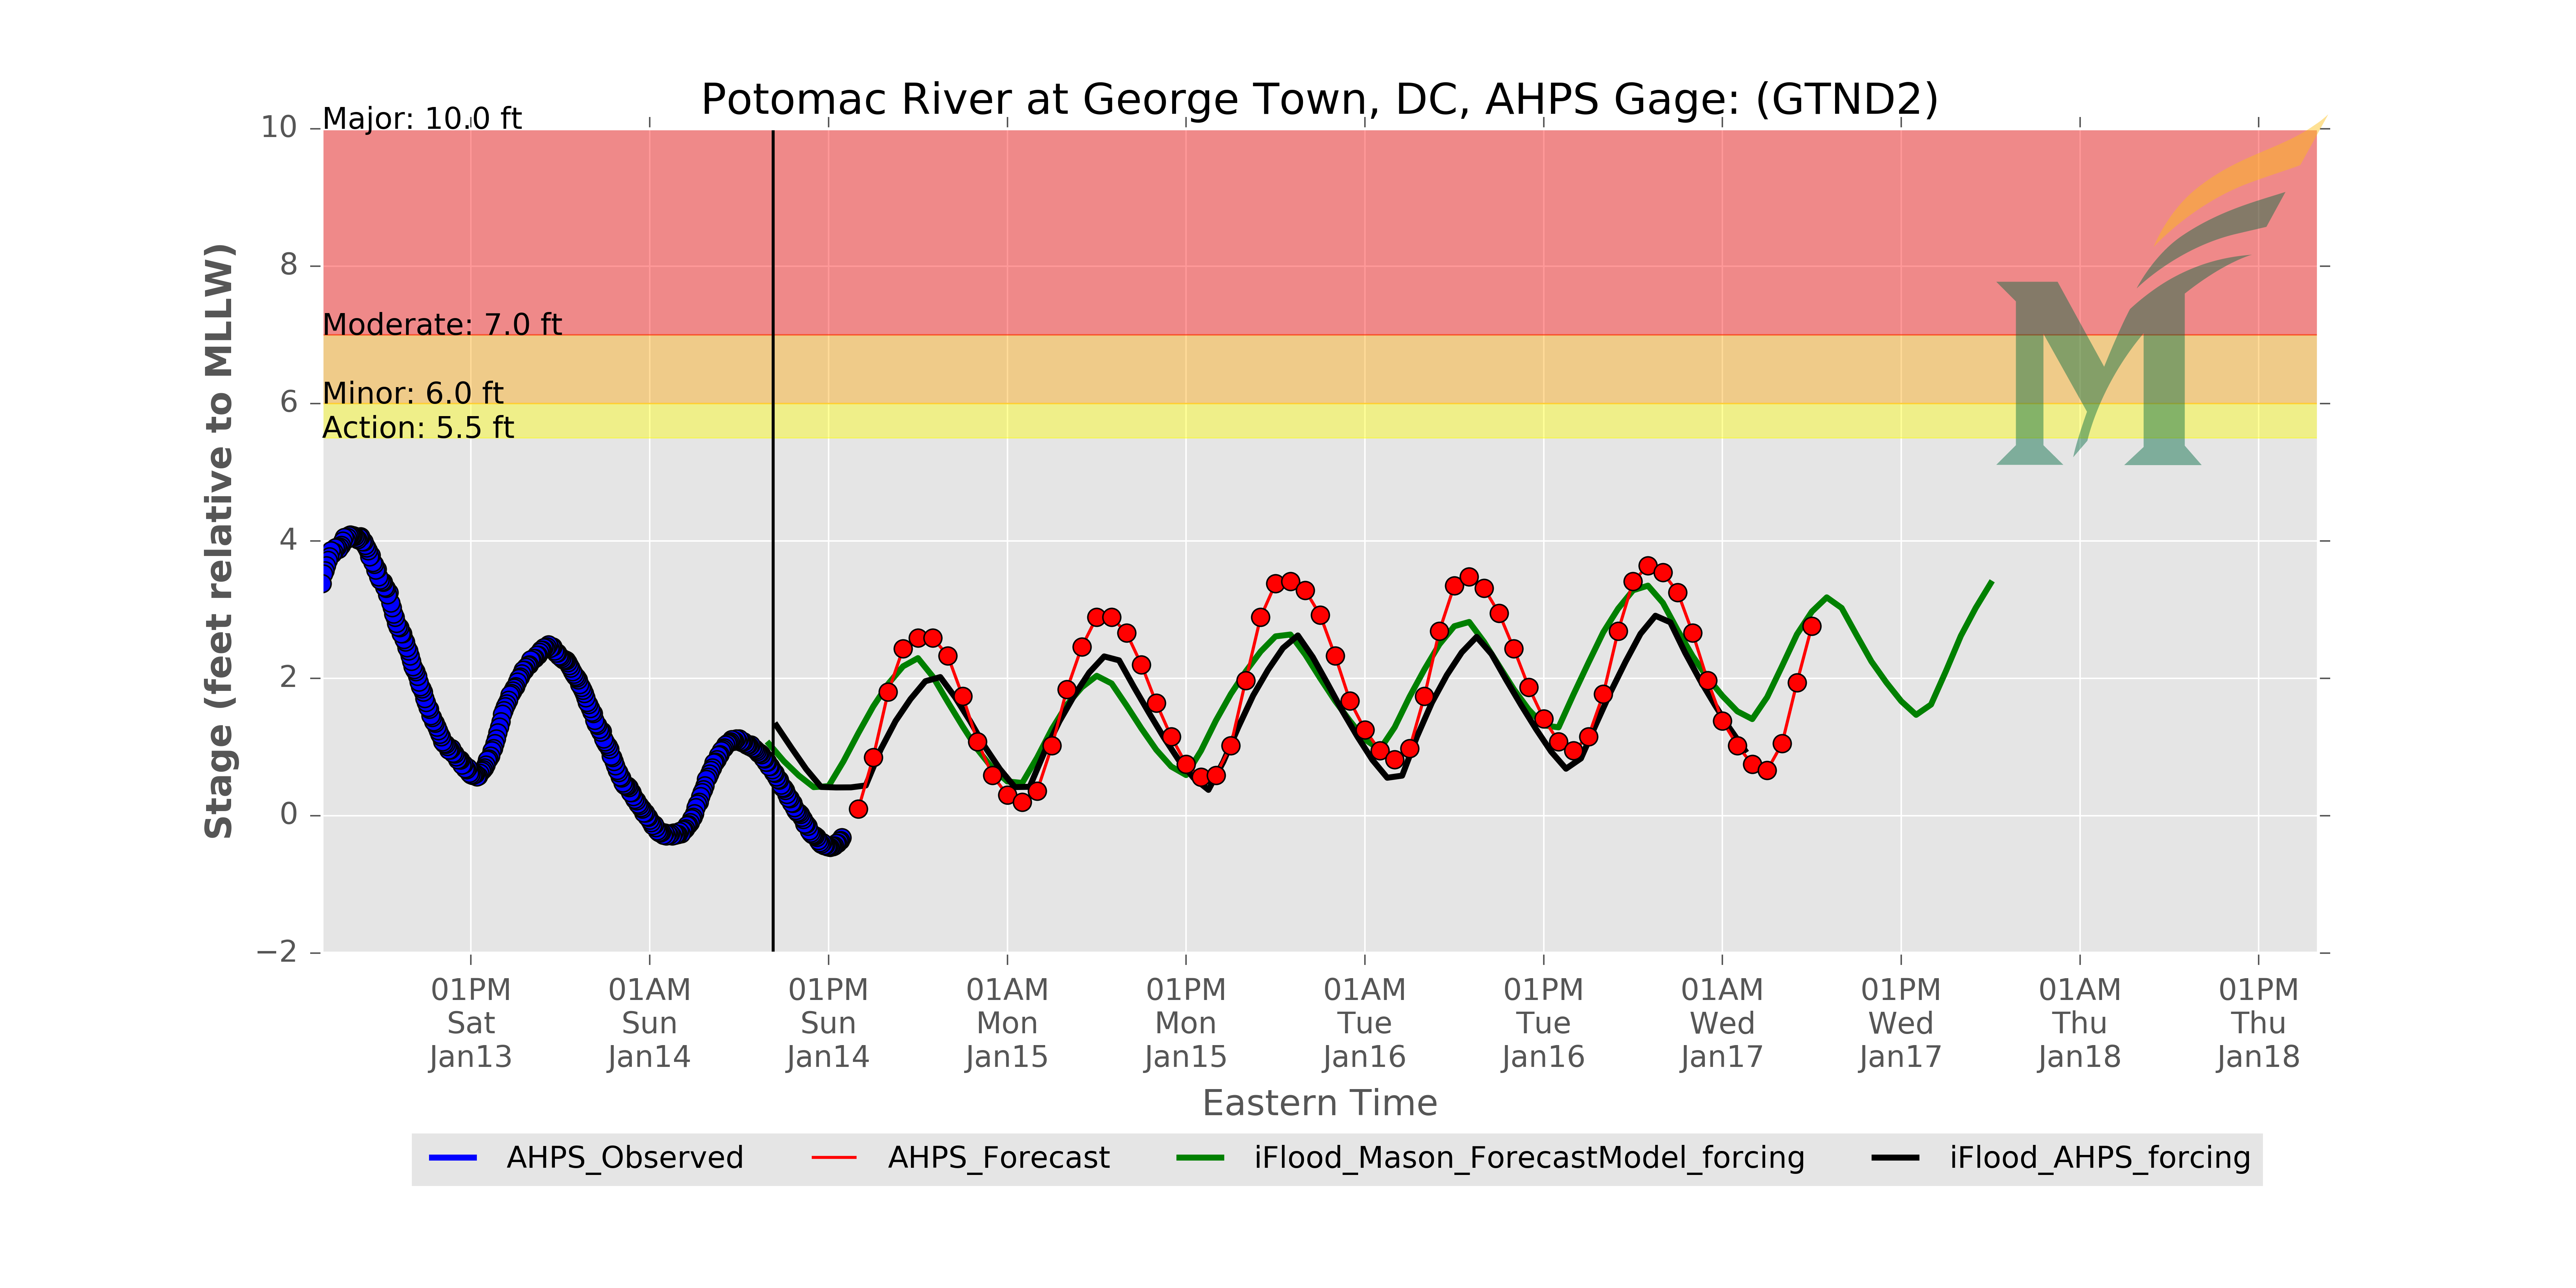 Potomac River at George Town, DC, AHPS Gage: (GTND2)
Major: 10.0 ft
Moderate: 7.0 ft
Minor: 6.0 ft
Action: 5.5 ft
10
8
6
4
2
0
−2
Stage (feet relative to MLLW)
01PM
Sat
Jan13
01AM
Sun
Jan14
01PM
Sun
Jan14
01AM
Mon
Jan15
01PM
Mon
Jan15
01AM
Tue
Jan16
01PM
Tue
Jan16
01AM
Wed
Jan17
01PM
Wed
Jan17
01AM
Thu
Jan18
01PM
Thu
Jan18
Eastern Time
AHPS_Observed
AHPS_Forecast
iFlood_Mason_ForecastModel_forcing
iFlood_AHPS_forcing
M